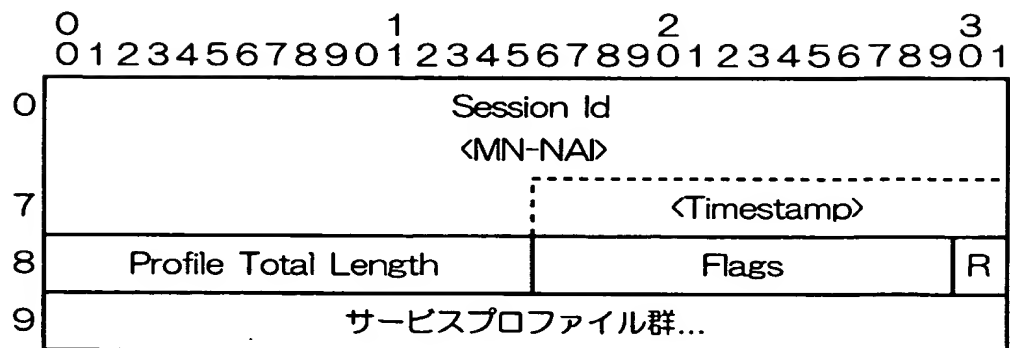 0 1 2 3
01234567890123456789012345678901
0 Session Id
<MN-NAI>
7 <Timestamp>
8 Profile Total Length Flags R
9 サービスプロファイル群...